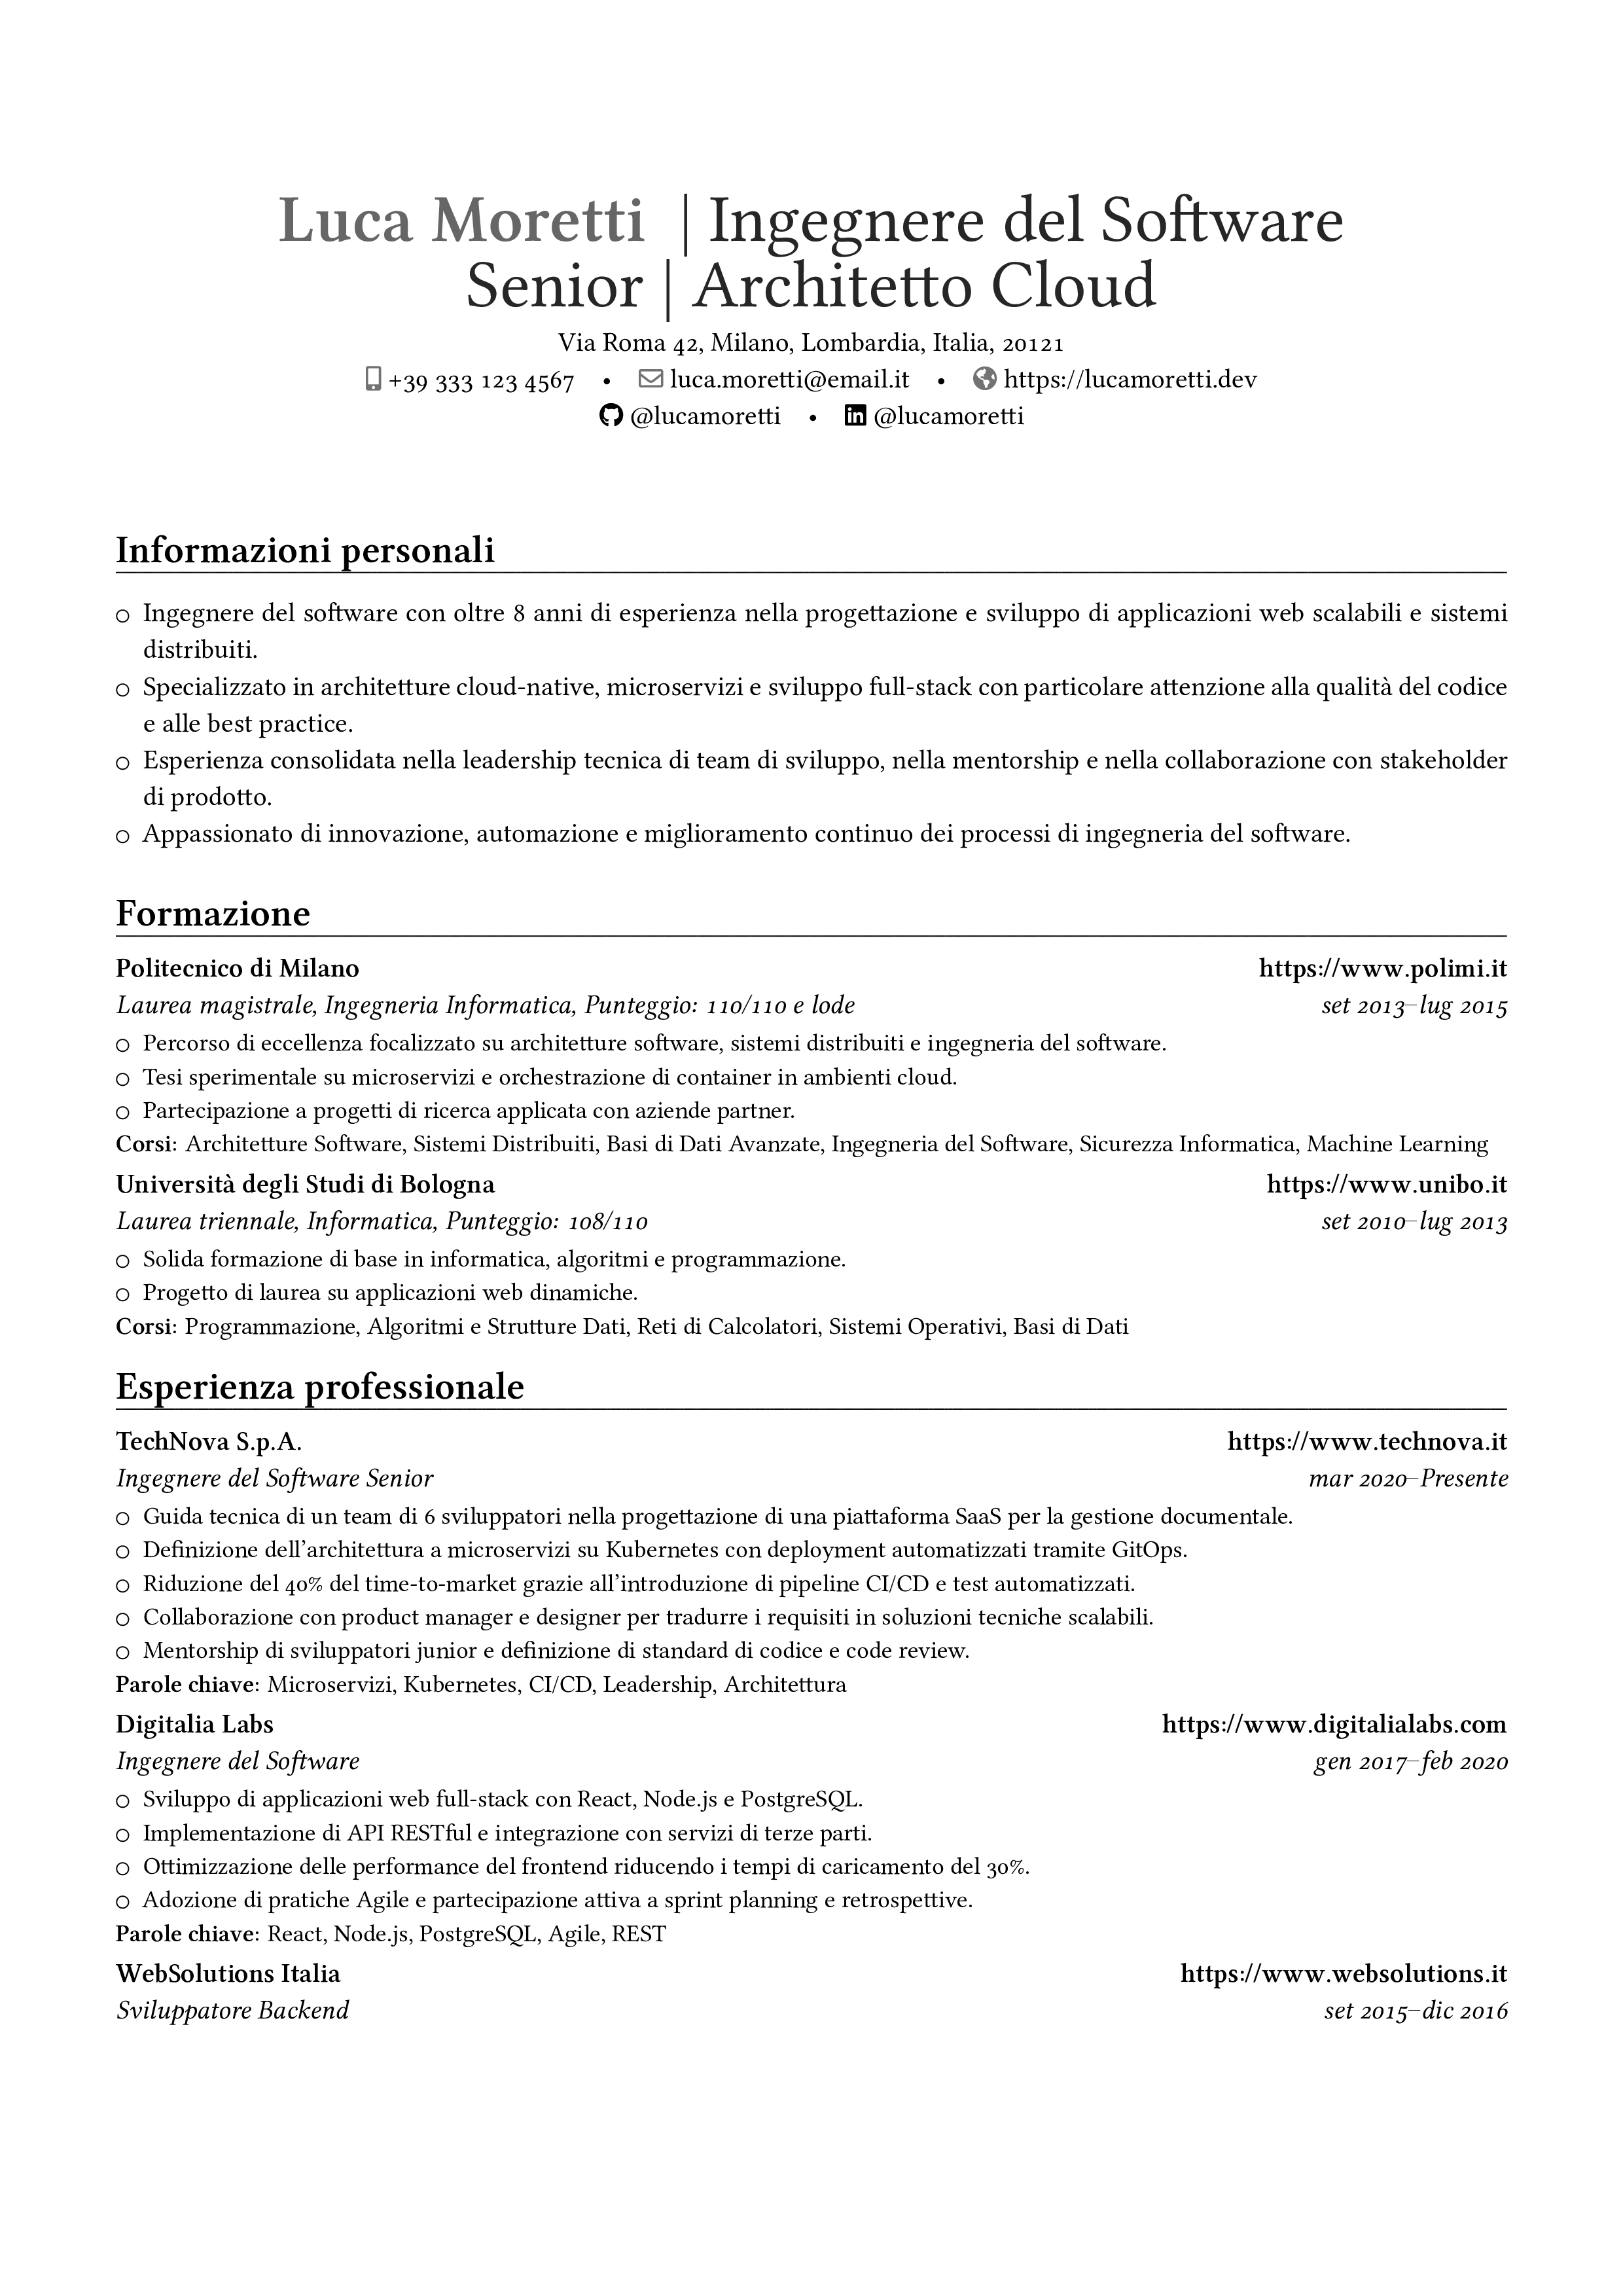 Luca Moretti | Ingegnere del Software
Senior | Architetto Cloud
Via Roma 42, Milano, Lombardia, Italia, 20121
+39 333 123 4567 • luca.moretti@email.it • https://lucamoretti.dev
@lucamoretti • @lucamoretti
Informazioni personali
Ingegnere del software con oltre 8 anni di esperienza nella progettazione e sviluppo di applicazioni web scalabili e sistemi
distribuiti.
Specializzato in architetture cloud-native, microservizi e sviluppo full-stack con particolare attenzione alla qualità del codice
e alle best practice.
Esperienza consolidata nella leadership tecnica di team di sviluppo, nella mentorship e nella collaborazione con stakeholder
di prodotto.
Appassionato di innovazione, automazione e miglioramento continuo dei processi di ingegneria del software.
Formazione
Politecnico di Milano https://www.polimi.it
Laurea magistrale, Ingegneria Informatica, Punteggio: 110/110 e lode set 2013–lug 2015
Percorso di eccellenza focalizzato su architetture software, sistemi distribuiti e ingegneria del software.
Tesi sperimentale su microservizi e orchestrazione di container in ambienti cloud.
Partecipazione a progetti di ricerca applicata con aziende partner.
Corsi: Architetture Software, Sistemi Distribuiti, Basi di Dati Avanzate, Ingegneria del Software, Sicurezza Informatica, Machine Learning
Università degli Studi di Bologna https://www.unibo.it
Laurea triennale, Informatica, Punteggio: 108/110 set 2010–lug 2013
Solida formazione di base in informatica, algoritmi e programmazione.
Progetto di laurea su applicazioni web dinamiche.
Corsi: Programmazione, Algoritmi e Strutture Dati, Reti di Calcolatori, Sistemi Operativi, Basi di Dati
Esperienza professionale
TechNova S.p.A. https://www.technova.it
Ingegnere del Software Senior mar 2020–Presente
Guida tecnica di un team di 6 sviluppatori nella progettazione di una piattaforma SaaS per la gestione documentale.
Definizione dell'architettura a microservizi su Kubernetes con deployment automatizzati tramite GitOps.
Riduzione del 40% del time-to-market grazie all'introduzione di pipeline CI/CD e test automatizzati.
Collaborazione con product manager e designer per tradurre i requisiti in soluzioni tecniche scalabili.
Mentorship di sviluppatori junior e definizione di standard di codice e code review.
Parole chiave: Microservizi, Kubernetes, CI/CD, Leadership, Architettura
Digitalia Labs https://www.digitalialabs.com
Ingegnere del Software gen 2017–feb 2020
Sviluppo di applicazioni web full-stack con React, Node.js e PostgreSQL.
Implementazione di API RESTful e integrazione con servizi di terze parti.
Ottimizzazione delle performance del frontend riducendo i tempi di caricamento del 30%.
Adozione di pratiche Agile e partecipazione attiva a sprint planning e retrospettive.
Parole chiave: React, Node.js, PostgreSQL, Agile, REST
WebSolutions Italia https://www.websolutions.it
Sviluppatore Backend set 2015–dic 2016